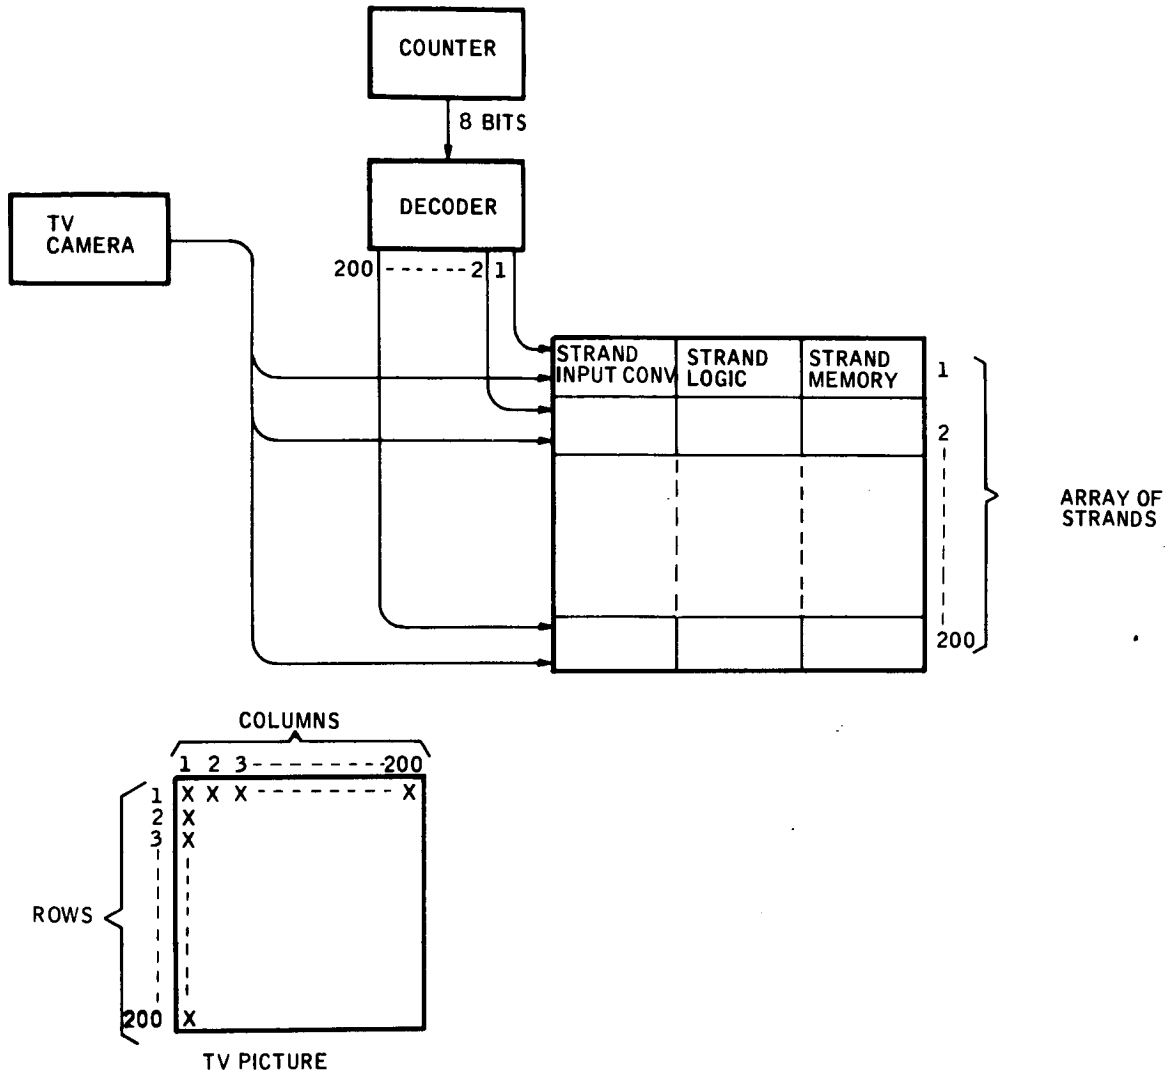 COUNTER
8 BITS
DECODER
TV
CAMERA
200 - - - - - - 2 1
STRAND
INPUT CONV
STRAND
LOGIC
STRAND
MEMORY
1
2
200
ARRAY OF
STRANDS
COLUMNS
1 2 3 - - - - - - - - - - 200
1 X X X - - - - - - - - - - X
2 X
3 X
ROWS
200 X
TV PICTURE